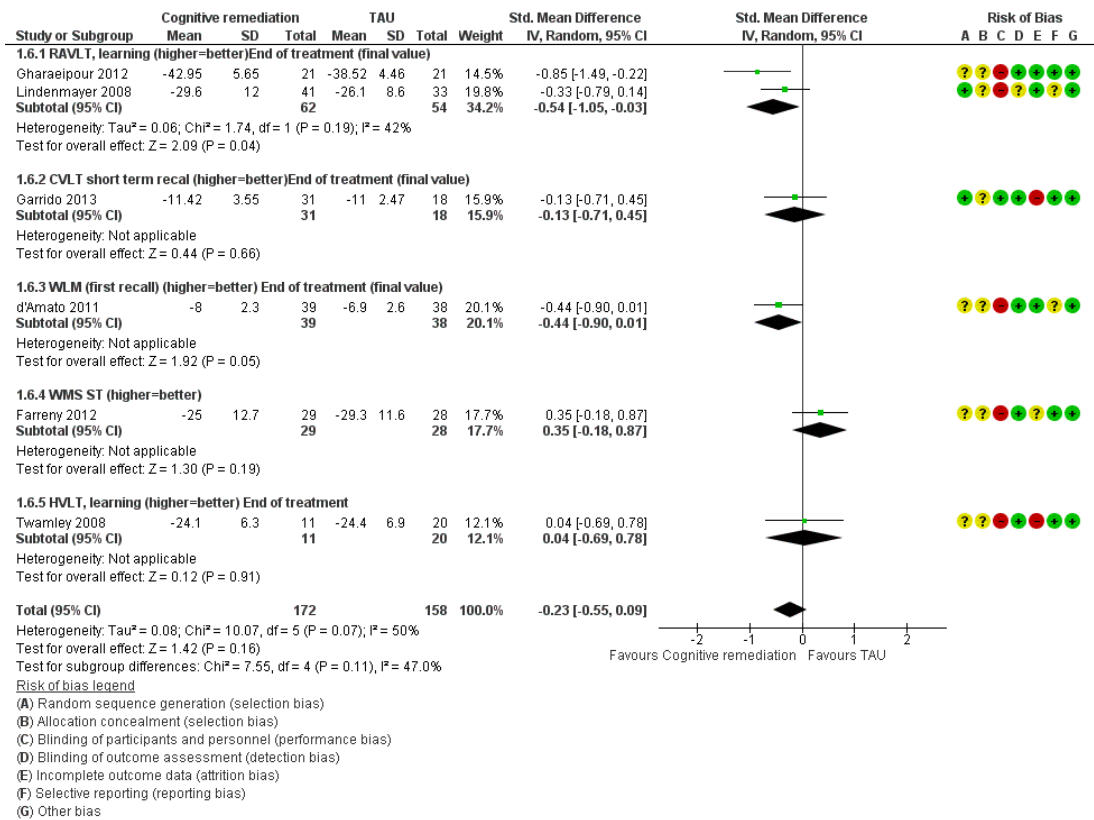 Cognitive remediation TAU Std. Mean Difference Std. Mean Difference Risk of Bias
Study or Subgroup Mean SD Total Mean SD Total Weight IV, Random, 95% CI IV, Random, 95% CI A B C D E F G
1.6.1 RAVLT, learning (higher=better)End of treatment (final value)
Gharaeipour 2012 -42.95 5.65 21 -38.52 4.46 21 14.5% -0.85 [-1.49, -0.22] ? ? - + + + +
Lindenmayer 2008 -29.6 12 41 -26.1 8.6 33 19.8% -0.33 [-0.79, 0.14] + ? - ? + ? +
Subtotal (95% CI) 62 54 34.2% -0.54 [-1.05, -0.03]
Heterogeneity: Tau² = 0.06; Chi² = 1.74, df = 1 (P = 0.19); I² = 42%
Test for overall effect: Z = 2.09 (P = 0.04)
1.6.2 CVLT short term recal (higher=better)End of treatment (final value)
Garrido 2013 -11.42 3.55 31 -11 2.47 18 15.9% -0.13 [-0.71, 0.45] + ? + + - + +
Subtotal (95% CI) 31 18 15.9% -0.13 [-0.71, 0.45]
Heterogeneity: Not applicable
Test for overall effect: Z = 0.44 (P = 0.66)
1.6.3 WLM (first recall) (higher=better) End of treatment (final value)
d'Amato 2011 -8 2.3 39 -6.9 2.6 38 20.1% -0.44 [-0.90, 0.01] ? ? - + + ? +
Subtotal (95% CI) 39 38 20.1% -0.44 [-0.90, 0.01]
Heterogeneity: Not applicable
Test for overall effect: Z = 1.92 (P = 0.05)
1.6.4 WMS ST (higher=better)
Farreny 2012 -25 12.7 29 -29.3 11.6 28 17.7% 0.35 [-0.18, 0.87] ? ? - + ? + +
Subtotal (95% CI) 29 28 17.7% 0.35 [-0.18, 0.87]
Heterogeneity: Not applicable
Test for overall effect: Z = 1.30 (P = 0.19)
1.6.5 HVLT, learning (higher=better) End of treatment
Twamley 2008 -24.1 6.3 11 -24.4 6.9 20 12.1% 0.04 [-0.69, 0.78] ? ? - + - + +
Subtotal (95% CI) 11 20 12.1% 0.04 [-0.69, 0.78]
Heterogeneity: Not applicable
Test for overall effect: Z = 0.12 (P = 0.91)
Total (95% CI) 172 158 100.0% -0.23 [-0.55, 0.09]
Heterogeneity: Tau² = 0.08; Chi² = 10.07, df = 5 (P = 0.07); I² = 50%
Test for overall effect: Z = 1.42 (P = 0.16)
Test for subgroup differences: Chi² = 7.55, df = 4 (P = 0.11), I² = 47.0%
-2 -1 0 1 2
Favours Cognitive remediation Favours TAU
Risk of bias legend
(A) Random sequence generation (selection bias)
(B) Allocation concealment (selection bias)
(C) Blinding of participants and personnel (performance bias)
(D) Blinding of outcome assessment (detection bias)
(E) Incomplete outcome data (attrition bias)
(F) Selective reporting (reporting bias)
(G) Other bias